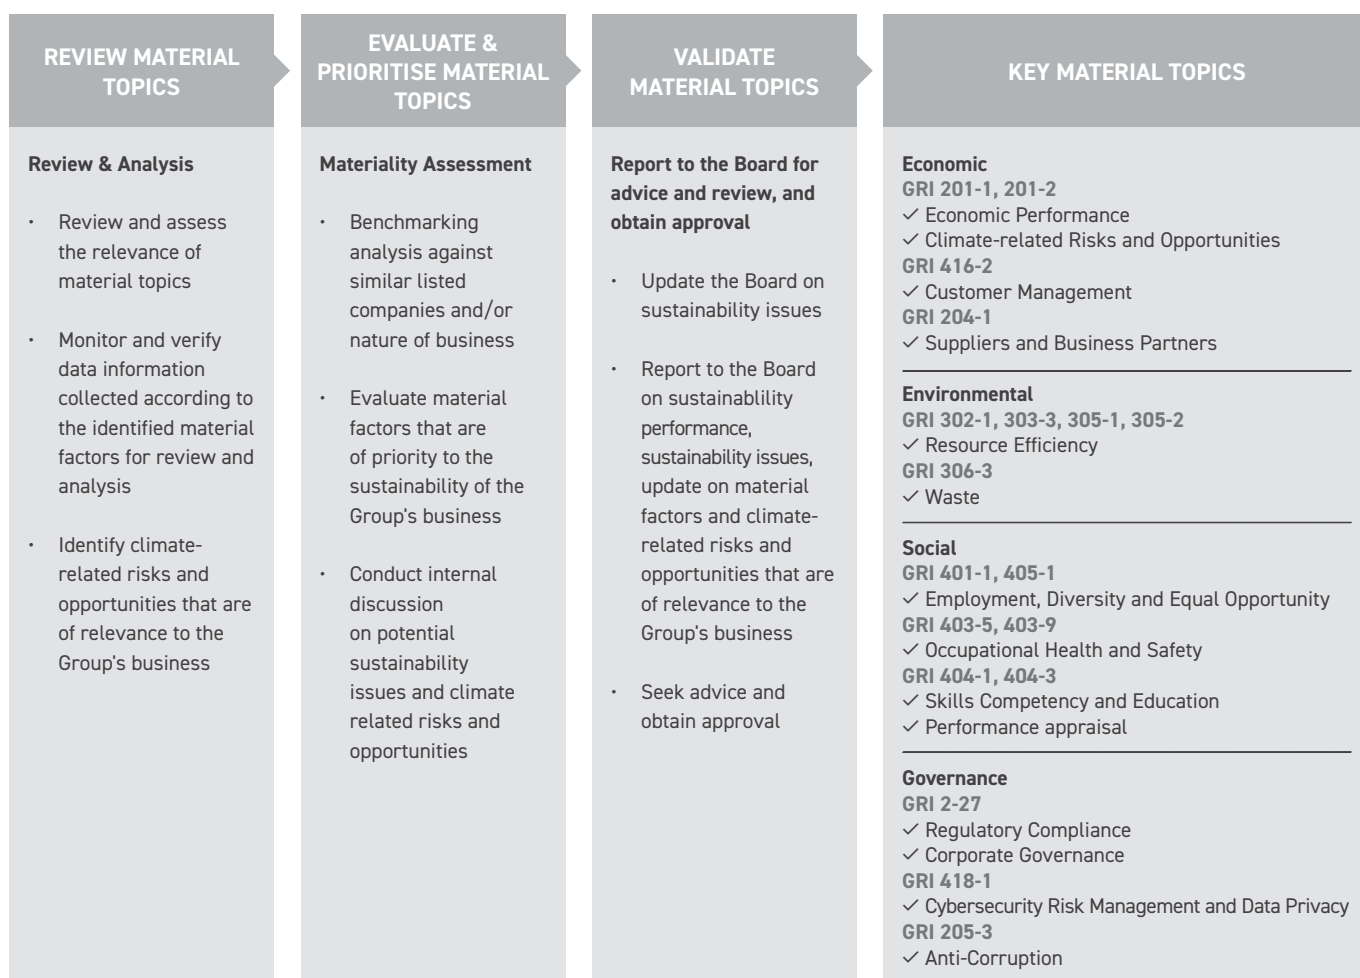 REVIEW MATERIAL
TOPICS
Review & Analysis
• Review and assess
the relevance of
material topics
• Monitor and verify
data information
collected according to
the identified material
factors for review and
analysis
• Identify climate-
related risks and
opportunities that are
of relevance to the
Group's business
EVALUATE &
PRIORITISE MATERIAL
TOPICS
Materiality Assessment
• Benchmarking
analysis against
similar listed
companies and/or
nature of business
• Evaluate material
factors that are
of priority to the
sustainability of the
Group's business
• Conduct internal
discussion
on potential
sustainability
issues and climate
related risks and
opportunities
VALIDATE
MATERIAL TOPICS
Report to the Board for
advice and review, and
obtain approval
• Update the Board on
sustainability issues
• Report to the Board
on sustainablility
performance,
sustainability issues,
update on material
factors and climate-
related risks and
opportunities that are
of relevance to the
Group's business
• Seek advice and
obtain approval
KEY MATERIAL TOPICS
Economic
GRI 201-1, 201-2
✓ Economic Performance
✓ Climate-related Risks and Opportunities
GRI 416-2
✓ Customer Management
GRI 204-1
✓ Suppliers and Business Partners
Environmental
GRI 302-1, 303-3, 305-1, 305-2
✓ Resource Efficiency
GRI 306-3
✓ Waste
Social
GRI 401-1, 405-1
✓ Employment, Diversity and Equal Opportunity
GRI 403-5, 403-9
✓ Occupational Health and Safety
GRI 404-1, 404-3
✓ Skills Competency and Education
✓ Performance appraisal
Governance
GRI 2-27
✓ Regulatory Compliance
✓ Corporate Governance
GRI 418-1
✓ Cybersecurity Risk Management and Data Privacy
GRI 205-3
✓ Anti-Corruption